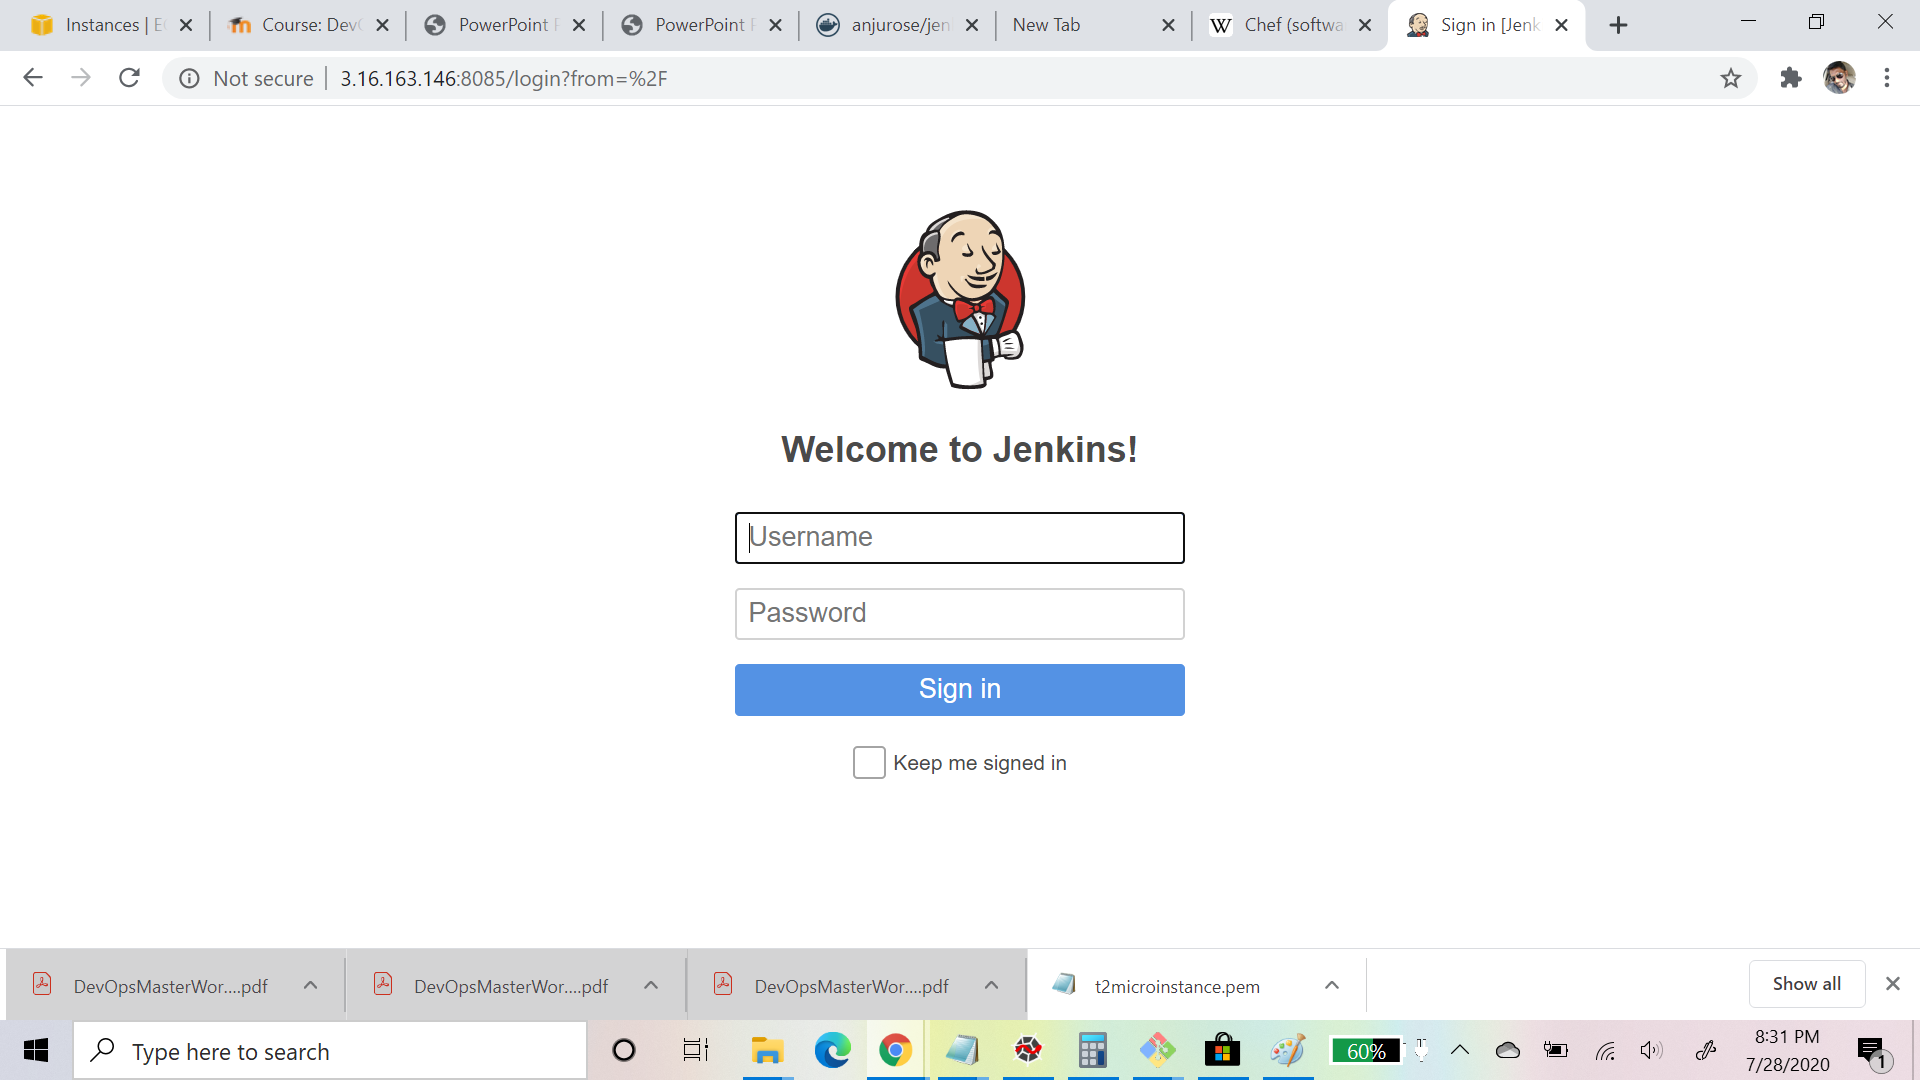 Instances | E
Course: Dev
PowerPoint
PowerPoint
anjurose/jen
New Tab
W
Chef (softwa
Sign in [Jenk
Not secure
3.16.163.146:8085/login?from=%2F
Welcome to Jenkins!
Username
Password
Sign in
Keep me signed in
DevOpsMasterWor....pdf
DevOpsMasterWor....pdf
DevOpsMasterWor....pdf
t2microinstance.pem
Show all
Type here to search
60%
8:31 PM
7/28/2020
1